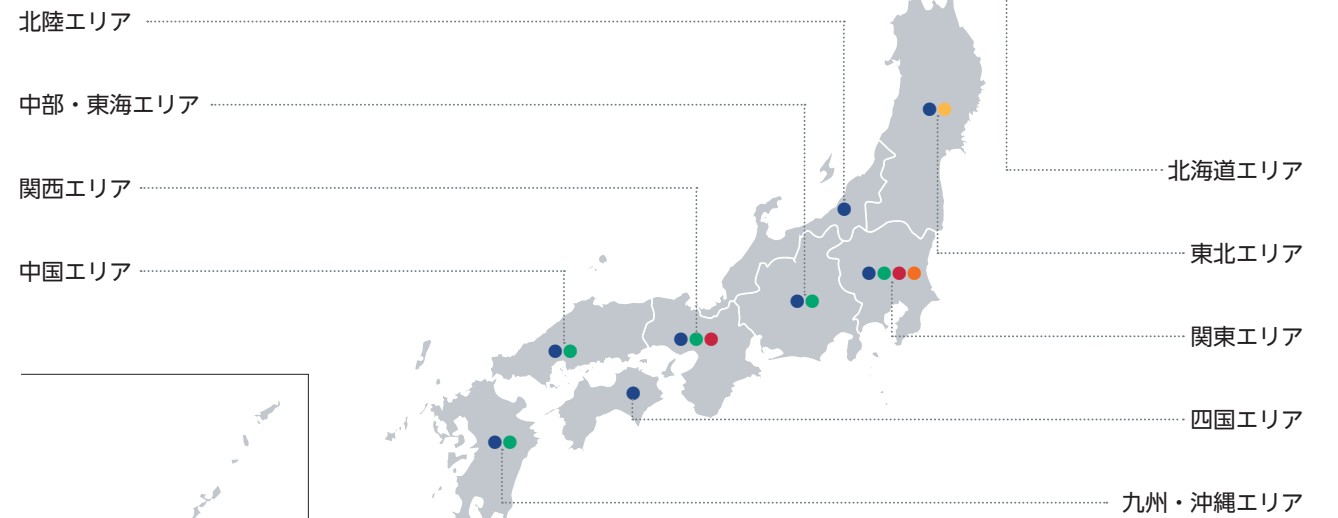 北陸エリア
中部・東海エリア
関西エリア
中国エリア
北海道エリア
東北エリア
関東エリア
四国エリア
九州・沖縄エリア